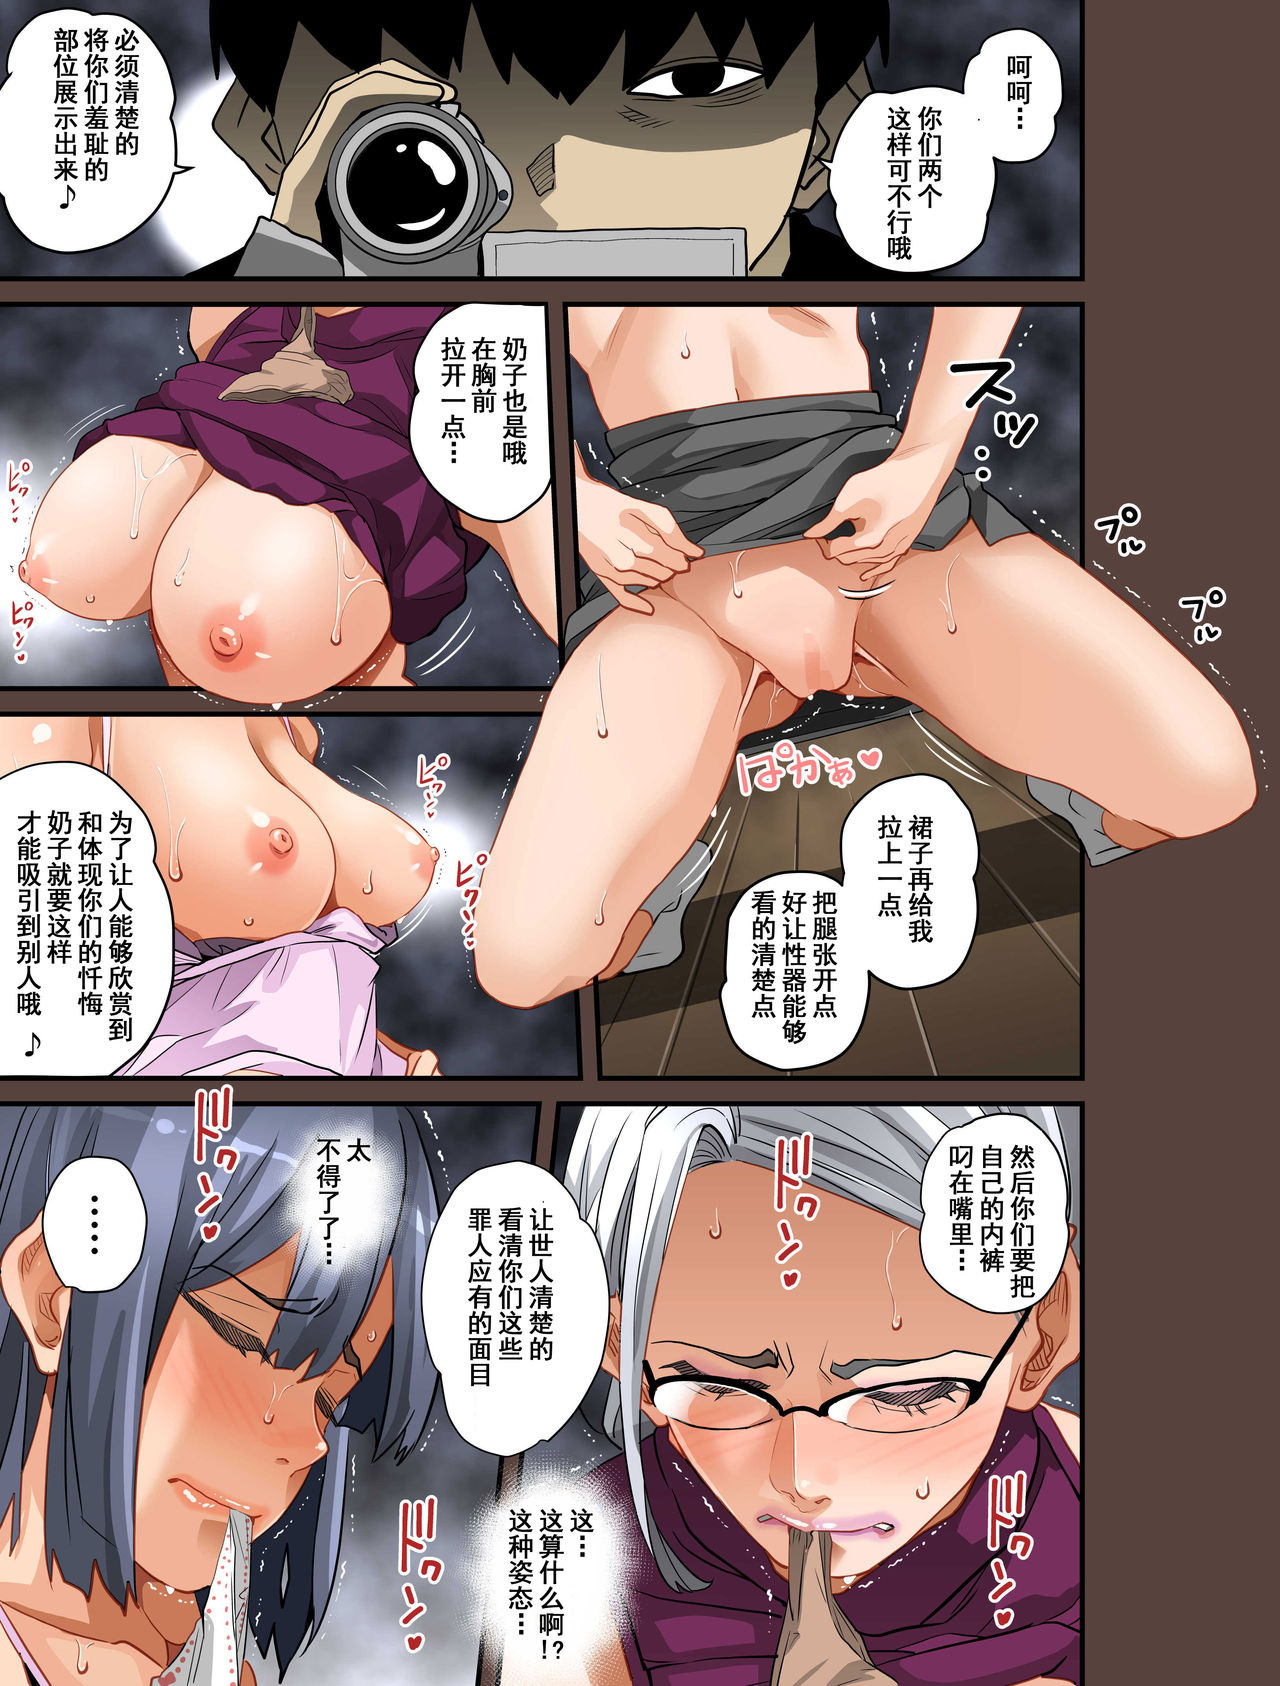 呵呵…
你们两个
这样可不行哦
必须清楚的
将你们羞耻的
部位展示出来♪
スッ…
プル
プル
ぱかぁ♥
裙子再给我
拉上一点
把腿张开点
好让性器能够
看的清楚点
奶子也是哦
在胸前
拉开一点…
ピクン♥
ピクン♥
为了让人能够欣赏到
和体现你们的忏悔
奶子就要这样
才能吸引到别人哦♪
ピクン♥
ピクン♥
然后你们要把
自己的内裤
叼在嘴里…
ドクン♥
ドクン♥
让世人清楚的
看清你们这些
罪人应有的面目
这…
这算什么啊!?
这种姿态…
太
不得了了…
……
ドクン♥
ドクン♥